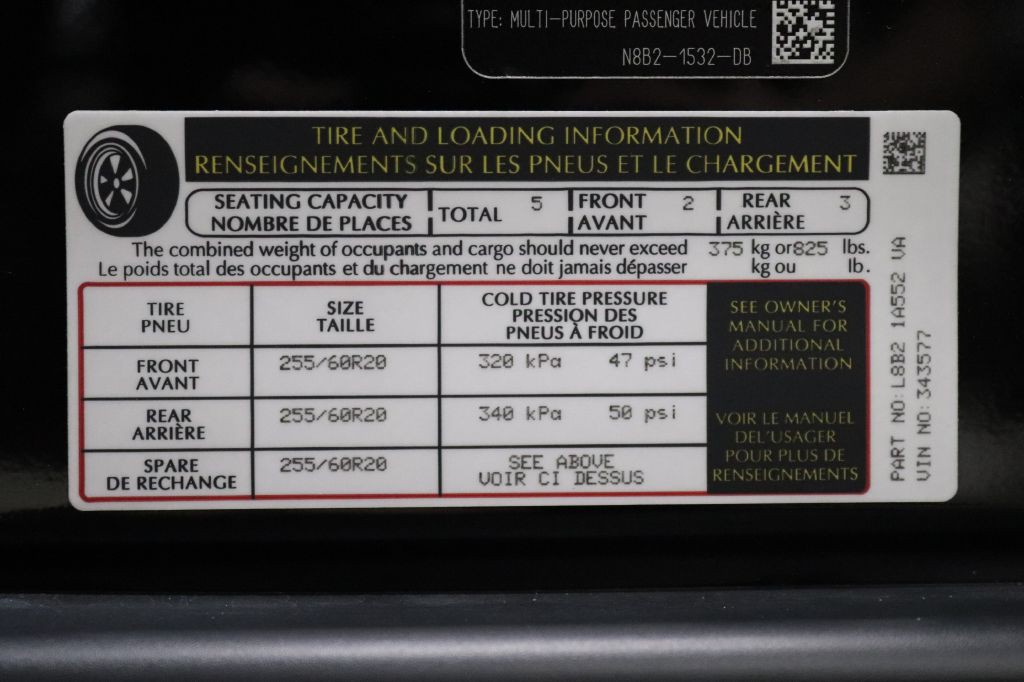 TYPE: MULTI-PURPOSE PASSENGER VEHICLE
N8B2-1532-DB
TIRE AND LOADING INFORMATION
RENSEIGNEMENTS SUR LES PNEUS ET LE CHARGEMENT
SEATING CAPACITY
NOMBRE DE PLACES
TOTAL 5
FRONT 2
AVANT
REAR 3
ARRIÈRE
The combined weight of occupants and cargo should never exceed 375 kg or 825 lbs.
Le poids total des occupants et du chargement ne doit jamais dépasser kg ou lb.
TIRE
PNEU
SIZE
TAILLE
COLD TIRE PRESSURE
PRESSION DES
PNEUS À FROID
FRONT
AVANT
255/60R20
320 kPa 47 psi
REAR
ARRIÈRE
255/60R20
340 kPa 50 psi
SPARE
DE RECHANGE
255/60R20
SEE ABOVE
VOIR CI DESSUS
SEE OWNER'S
MANUAL FOR
ADDITIONAL
INFORMATION
VOIR LE MANUEL
DEL'USAGER
POUR PLUS DE
RENSEIGNEMENTS
PART NO: L8B2 1A552 VA
VIN NO: 343577